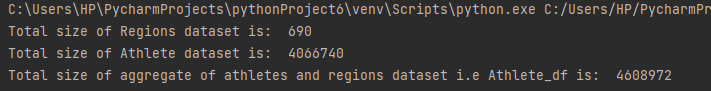 C:\Users\HP\PycharmProjects\pythonProject6\venv\Scripts\python.exe C:/Users/HP/PycharmPr
Total size of Regions dataset is:  690
Total size of Athlete dataset is:  4066740
Total size of aggregate of athletes and regions dataset i.e Athlete_df is:  4608972